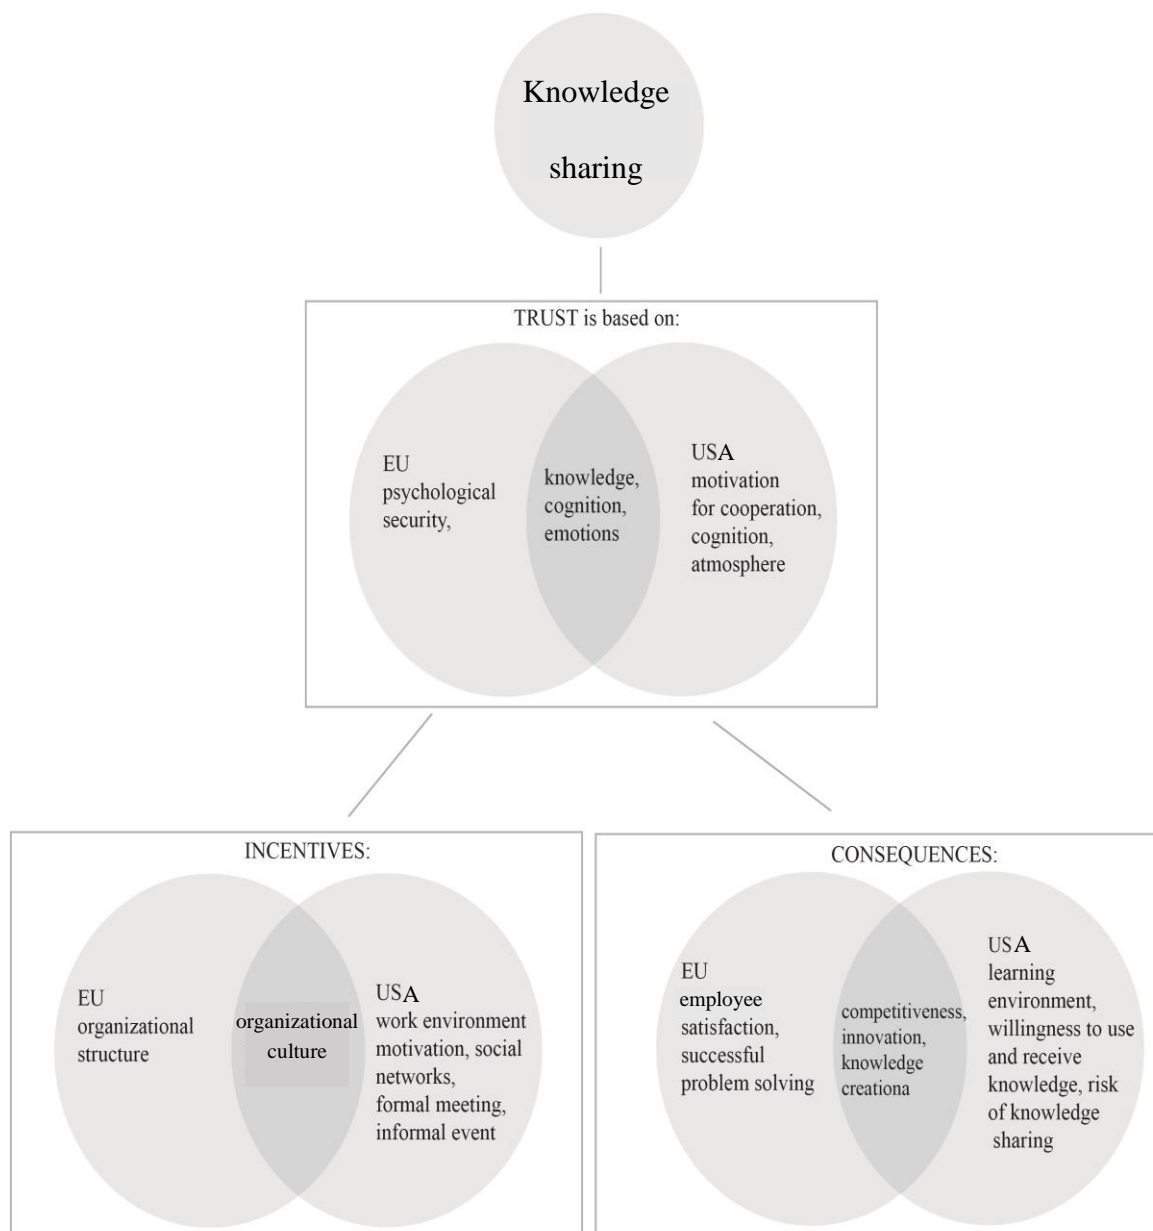 Knowledge
sharing
TRUST is based on:
EU
psychological
security,
knowledge,
cognition,
emotions
USA
motivation
for cooperation,
cognition,
atmosphere
INCENTIVES:
EU
organizational
structure
organizational
culture
USA
work environment
motivation, social
networks,
formal meeting,
informal event
CONSEQUENCES:
EU
employee
satisfaction,
successful
problem solving
competitiveness,
innovation,
knowledge
creationa
USA
learning
environment,
willingness to use
and receive
knowledge, risk
of knowledge
sharing